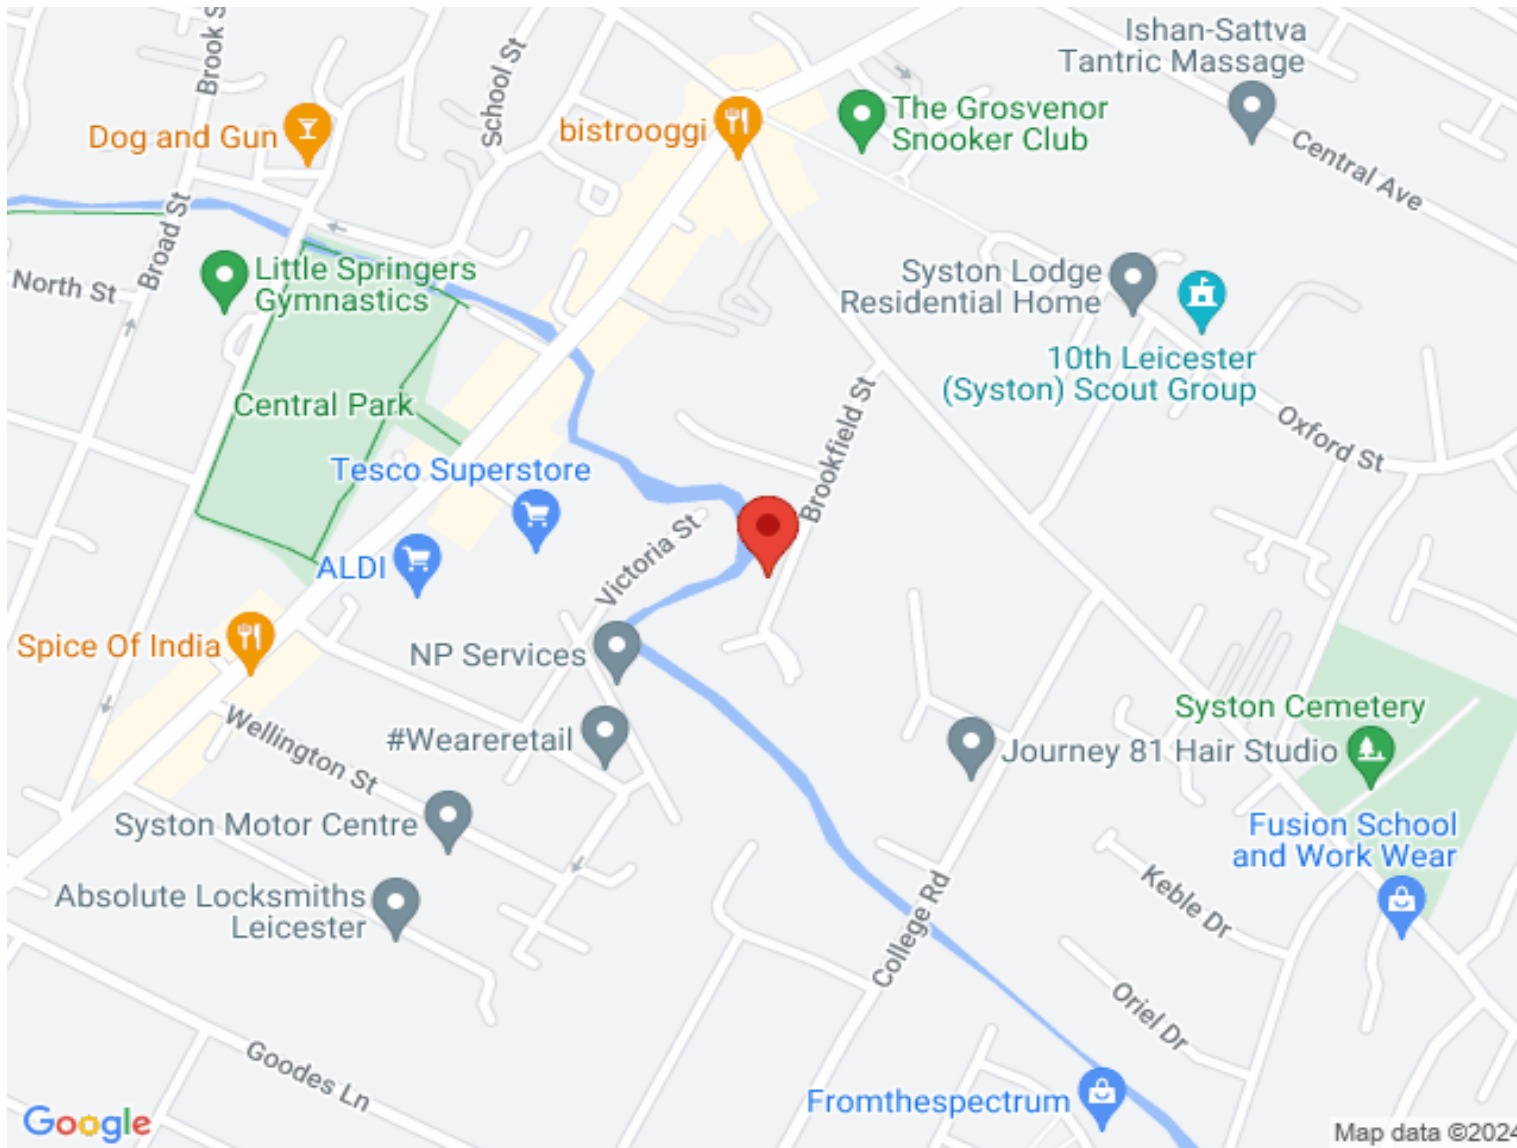 Brook S
School St
Ishan-Sattva
Tantric Massage
The Grosvenor
Snooker Club
bistrooggi
Dog and Gun
Central Ave
Broad St
North St
Little Springers
Gymnastics
Syston Lodge
Residential Home
10th Leicester
(Syston) Scout Group
Oxford St
Central Park
Brookfield St
Tesco Superstore
Victoria St
ALDI
Spice Of India
NP Services
Wellington St
#Weareretail
Syston Cemetery
Journey 81 Hair Studio
Syston Motor Centre
Fusion School
and Work Wear
Keble Dr
Absolute Locksmiths
Leicester
College Rd
Oriel Dr
Goodes Ln
Fromthespectrum
Google
Map data ©2024